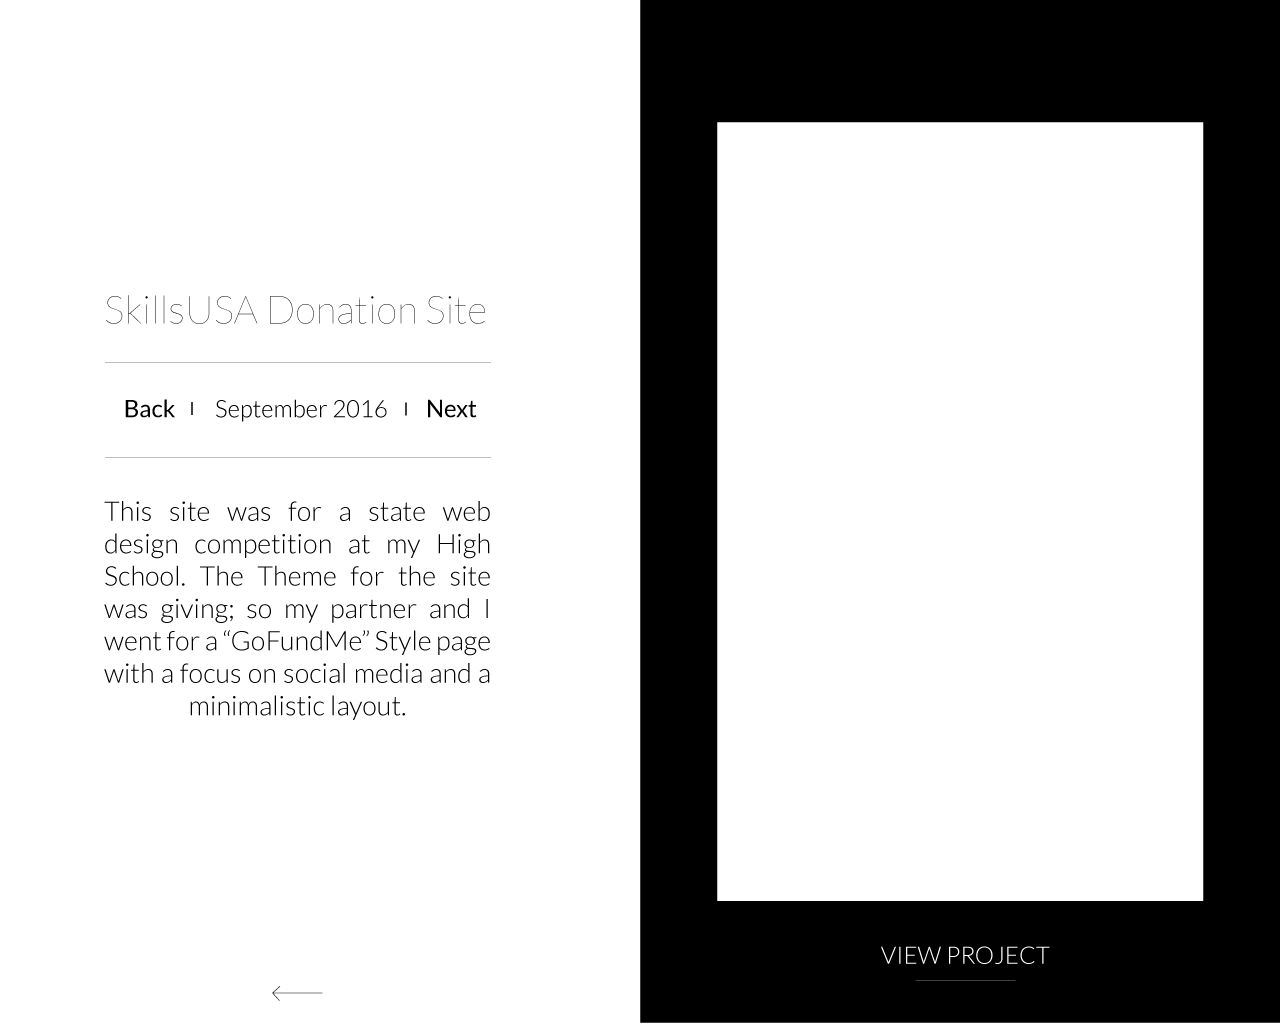 SkillsUSA Donation Site
Back I September 2016 I Next
This site was for a state web
design competition at my High
School. The Theme for the site
was giving; so my partner and I
went for a “GoFundMe” Style page
with a focus on social media and a
minimalistic layout.
VIEW PROJECT